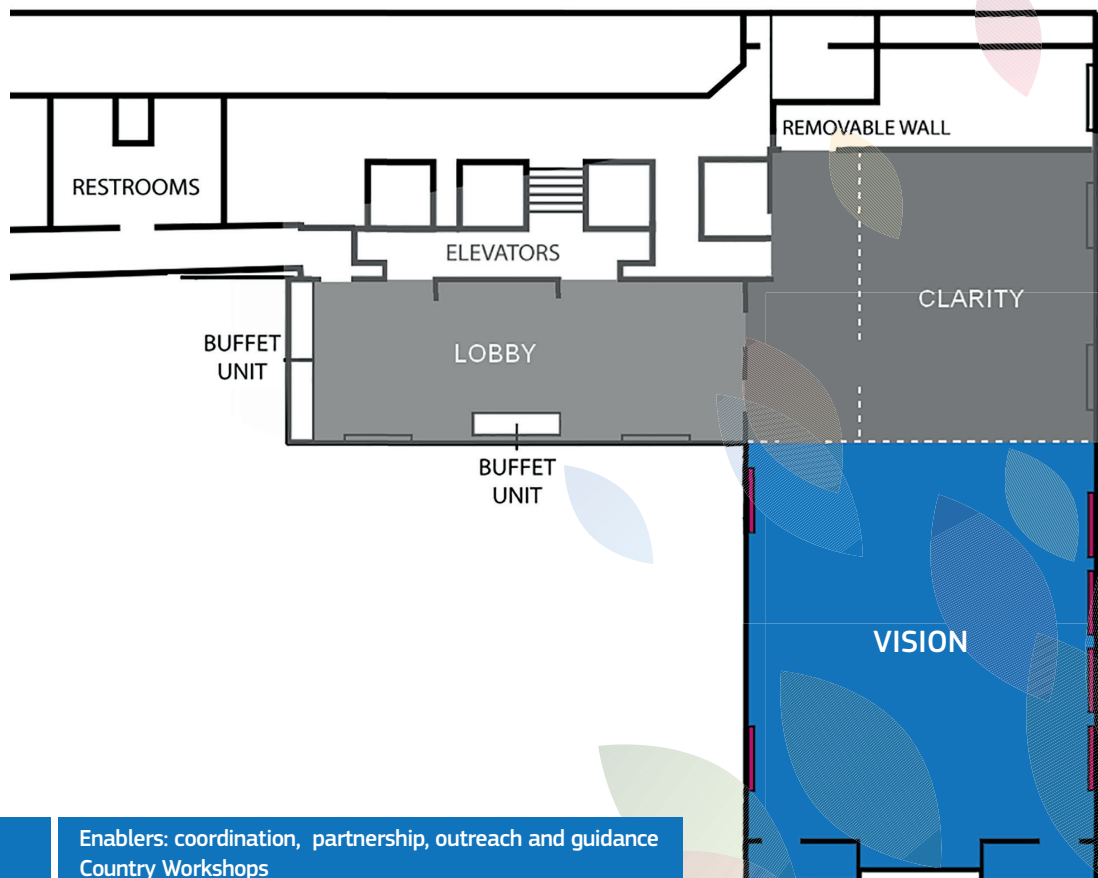 REMOVABLE WALL
RESTROOMS
ELEVATORS
CLARITY
BUFFET
UNIT
LOBBY
BUFFET
UNIT
VISION
Enablers: coordination, partnership, outreach and guidance
Country Workshops